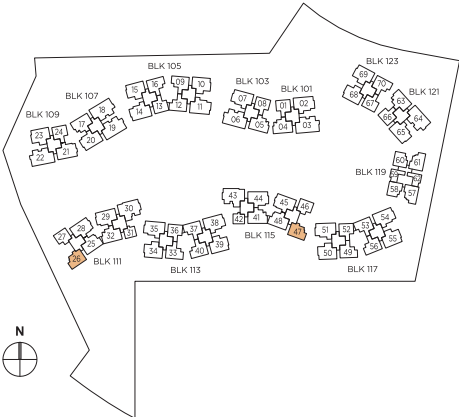 BLK 123
BLK 105
69 70
68 67
BLK 121
63 64
66 65
15 16 09 10
14 13 12 11
BLK 103
BLK 101
07 08 01 02
06 05 04 03
BLK 107
17 18
20 19
BLK 109
23 24
22 21
BLK 119
60 61
59 62
58 57
43 44 45 46
42 41 48 47
BLK 115
29 30
32 31
27 28
26 25
BLK 111
35 36 37 38
34 33 40 39
BLK 113
51 52 53 54
50 49 56 55
BLK 117
N